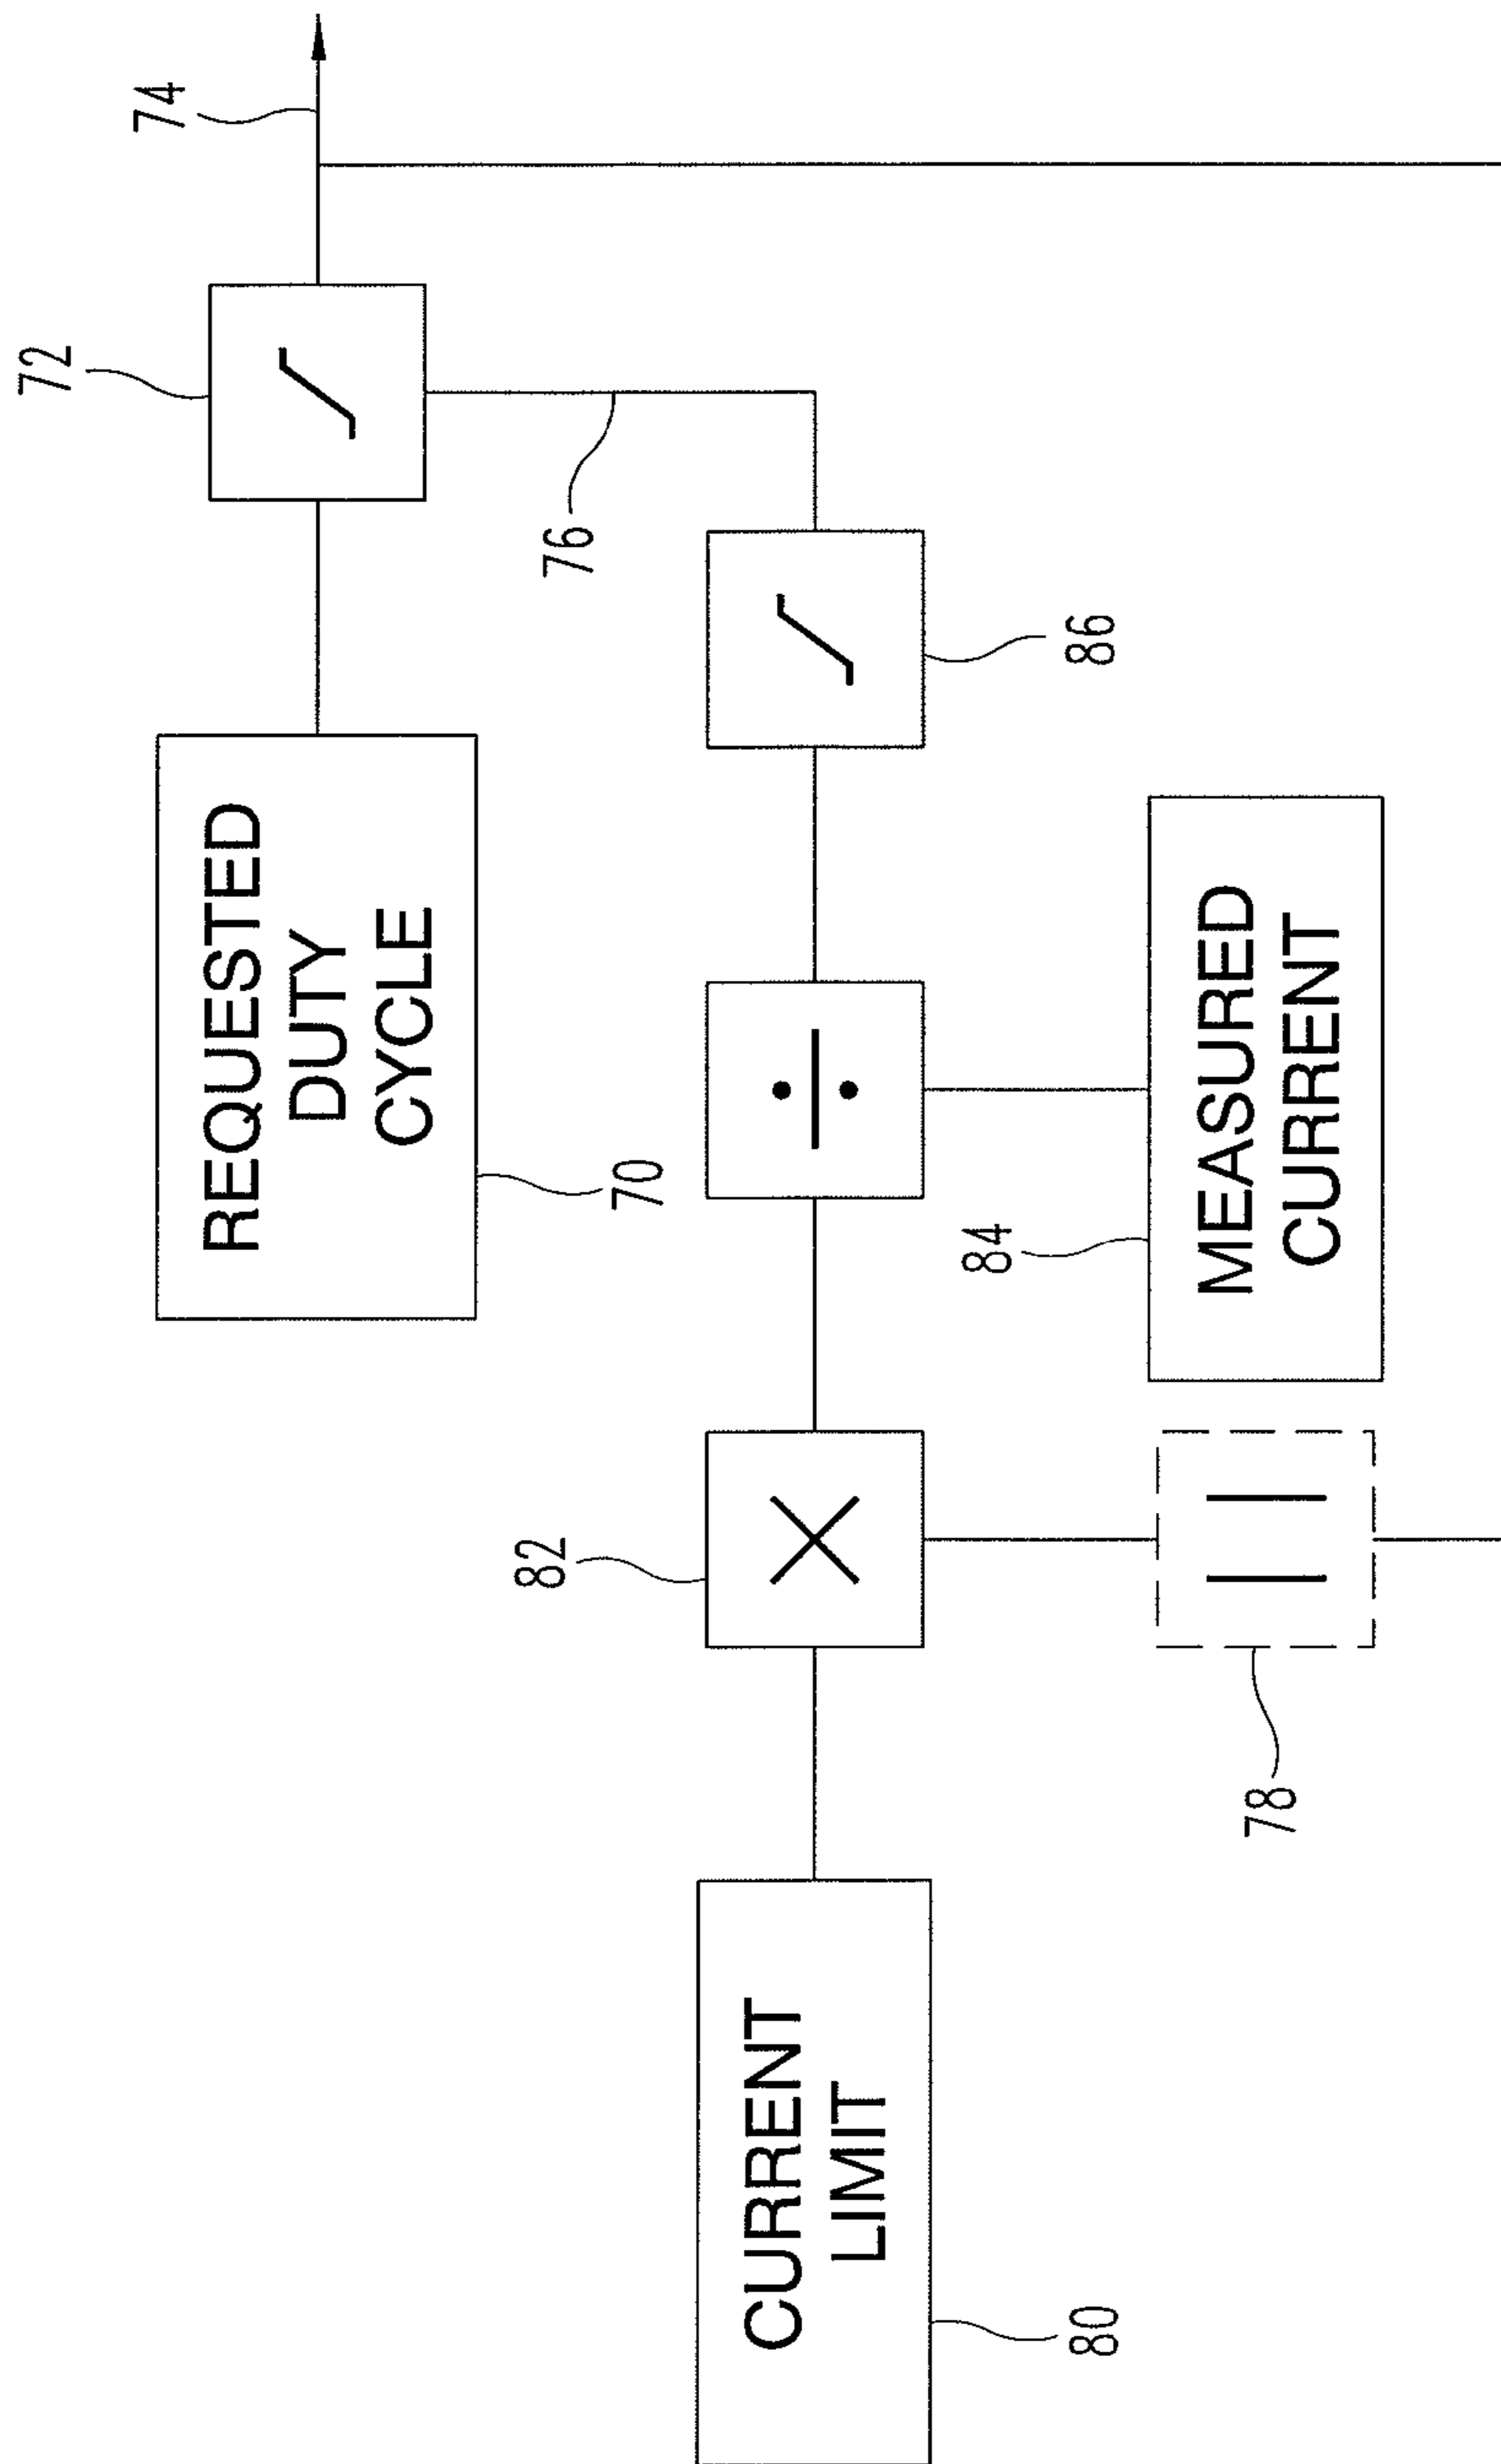 REQUESTED
DUTY
CYCLE
70
72
74
76
CURRENT
LIMIT
80
82
÷
MEASURED
CURRENT
84
86
78